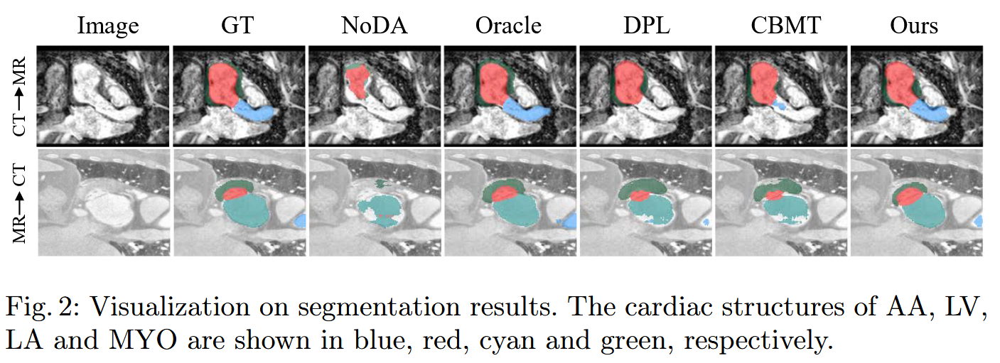 Image GT NoDA Oracle DPL CBMT Ours
CT→MR
MR→CT
Fig. 2: Visualization on segmentation results. The cardiac structures of AA, LV,
LA and MYO are shown in blue, red, cyan and green, respectively.